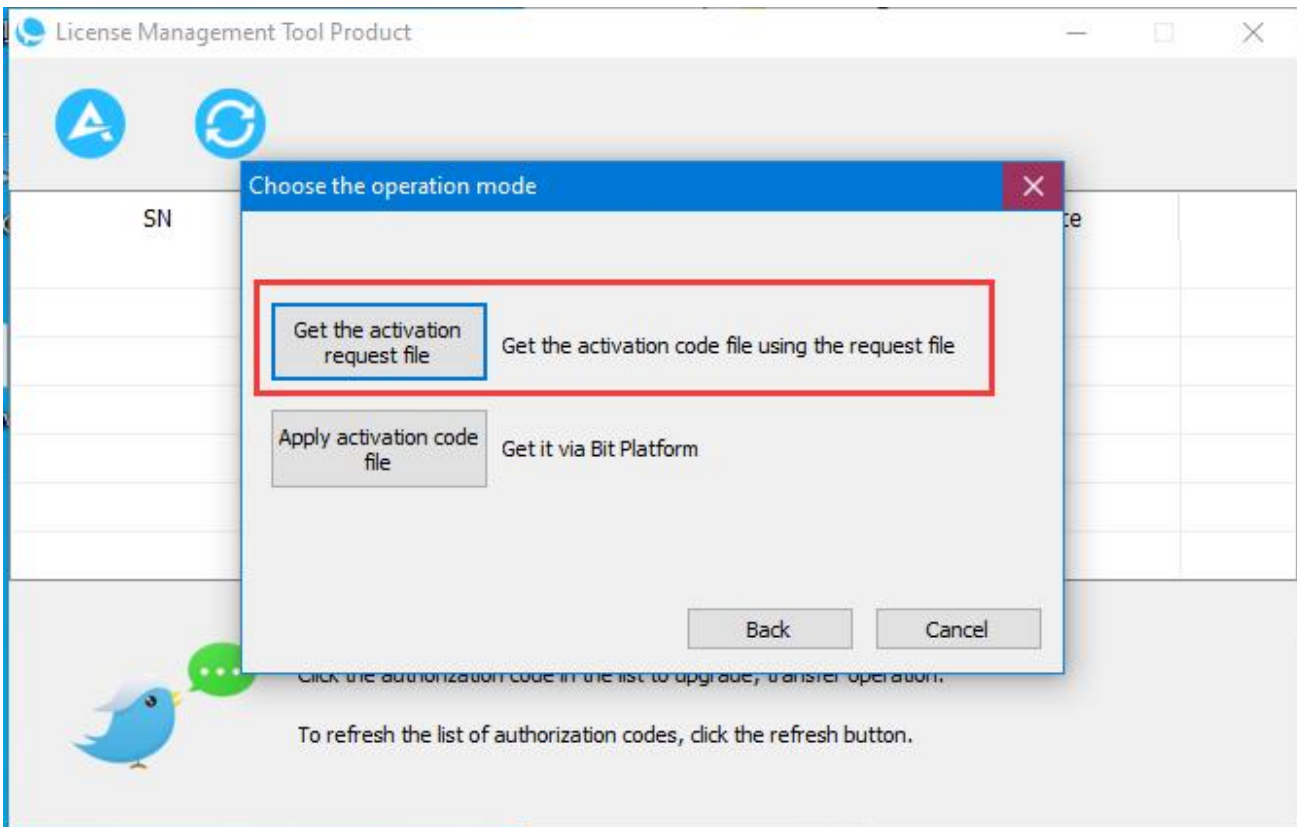 License Management Tool Product
Choose the operation mode
SN
Get the activation
request file
Get the activation code file using the request file
Apply activation code
file
Get it via Bit Platform
Back
Cancel
Click the authorization code in the list to upgrade, transfer operation.
To refresh the list of authorization codes, click the refresh button.